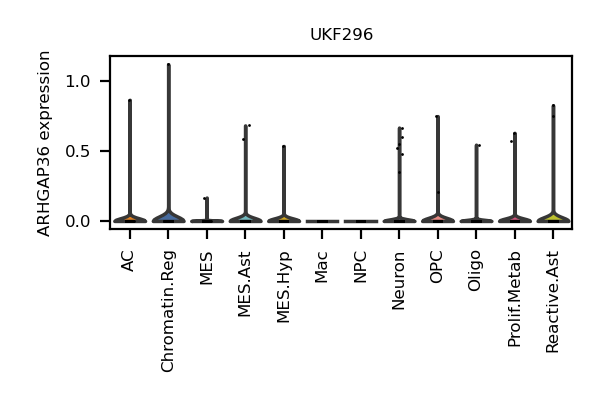 UKF296
ARHGAP36 expression
1.0
0.5
0.0
AC
Chromatin.Reg
MES
MES.Ast
MES.Hyp
Mac
NPC
Neuron
OPC
Oligo
Prolif.Metab
Reactive.Ast